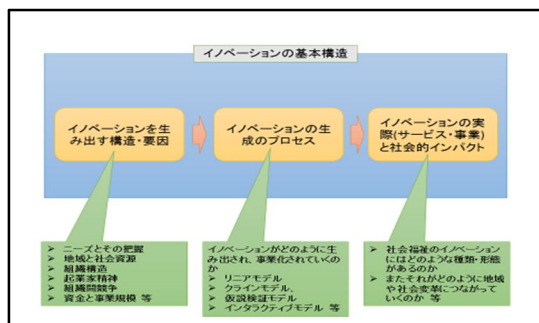 イノベーションの基本構造
イノベーションを生
み出す構造・要因
イノベーションの生
成のプロセス
イノベーションの実
際(サービス・事業)
と社会的インパクト
➢ ニーズとその把握
➢ 地域と社会資源
➢ 組織構造
➢ 起業家精神
➢ 組織間競争
➢ 資金と事業規模 等
イノベーションがどのように生
み出され、事業化されていくの
か
➢ リニアモデル
➢ クラインモデル、
➢ 仮説検証モデル
➢ インタラクティブモデル 等
➢ 社会福祉のイノベーション
にはどのような種類・形態
があるのか
➢ またそれがどのように地域
や社会変革につながって
いくのか 等